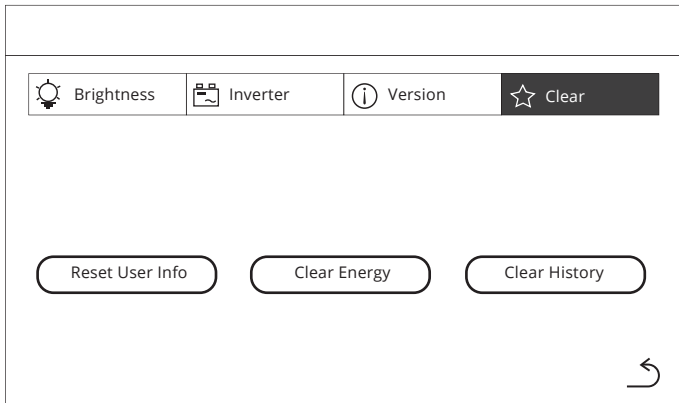 Brightness
Inverter
Version
Clear
Reset User Info
Clear Energy
Clear History